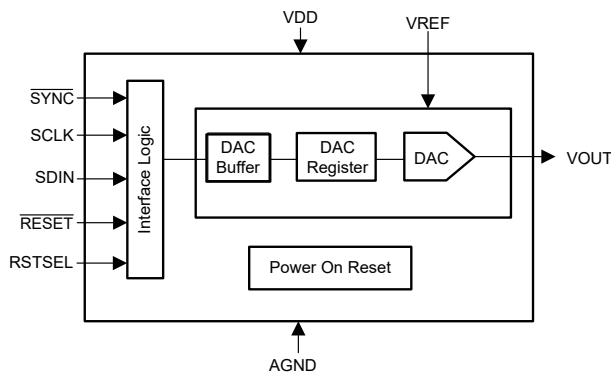 VDD
VREF
SYNC
SCLK
SDIN
RESET
RSTSEL
Interface Logic
DAC
Buffer
DAC
Register
DAC
VOUT
Power On Reset
AGND